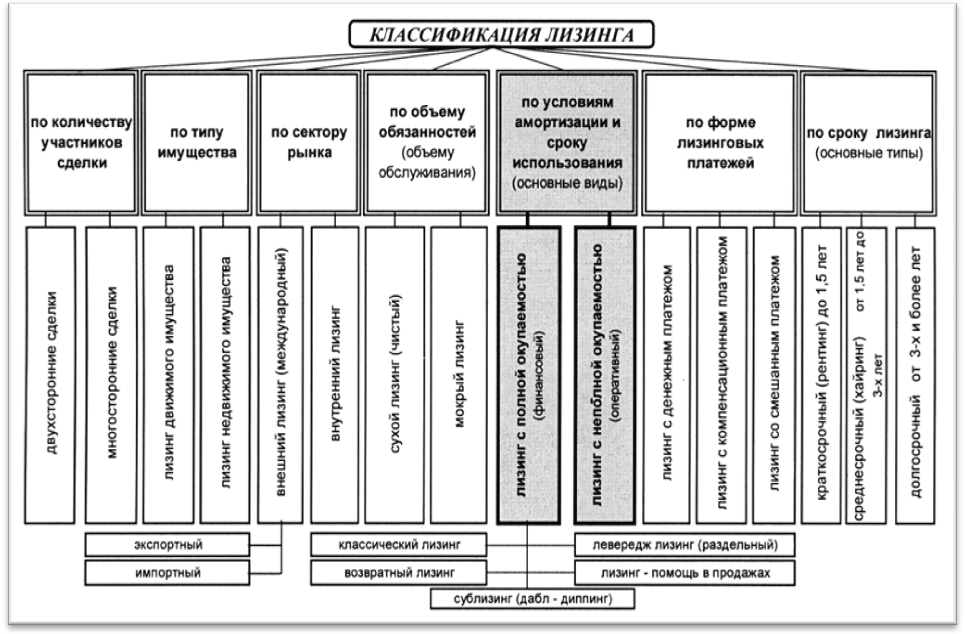 КЛАССИФИКАЦИЯ ЛИЗИНГА
по количеству
участников
сделки
по типу
имущества
по сектору
рынка
по объему
обязанностей
(объему
обслуживания)
по условиям
амортизации и
сроку
использования
(основные виды)
по форме
лизинговых
платежей
по сроку лизинга
(основные типы)
двухсторонние сделки
многосторонние сделки
лизинг движимого имущества
лизинг недвижимого имущества
внешний лизинг (международный)
внутренний лизинг
сухой лизинг (чистый)
мокрый лизинг
лизинг с полной окупаемостью
(финансовый)
лизинг с неполной окупаемостью
(оперативный)
лизинг с денежным платежом
лизинг с компенсационным платежом
лизинг со смешанным платежом
краткосрочный (рентинг) до 1,5 лет
среднесрочный (хайринг) от 1,5 лет до
3-х лет
долгосрочный от 3-х и более лет
экспортный
импортный
классический лизинг
возвратный лизинг
левередж лизинг (раздельный)
лизинг - помощь в продажах
сублизинг (дабл - диппинг)